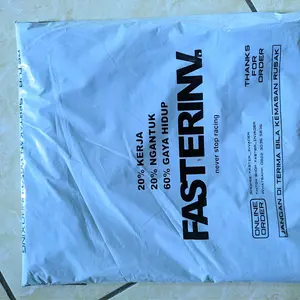 20% KERJA
20% NGANTUK
60% GAYA HIDUP
FASTERINV.
never stop racing
THANKS
FOR
ORDER
ONLINE
ORDER
JANGAN DI TERIMA BILA KEMASAN RUSAK